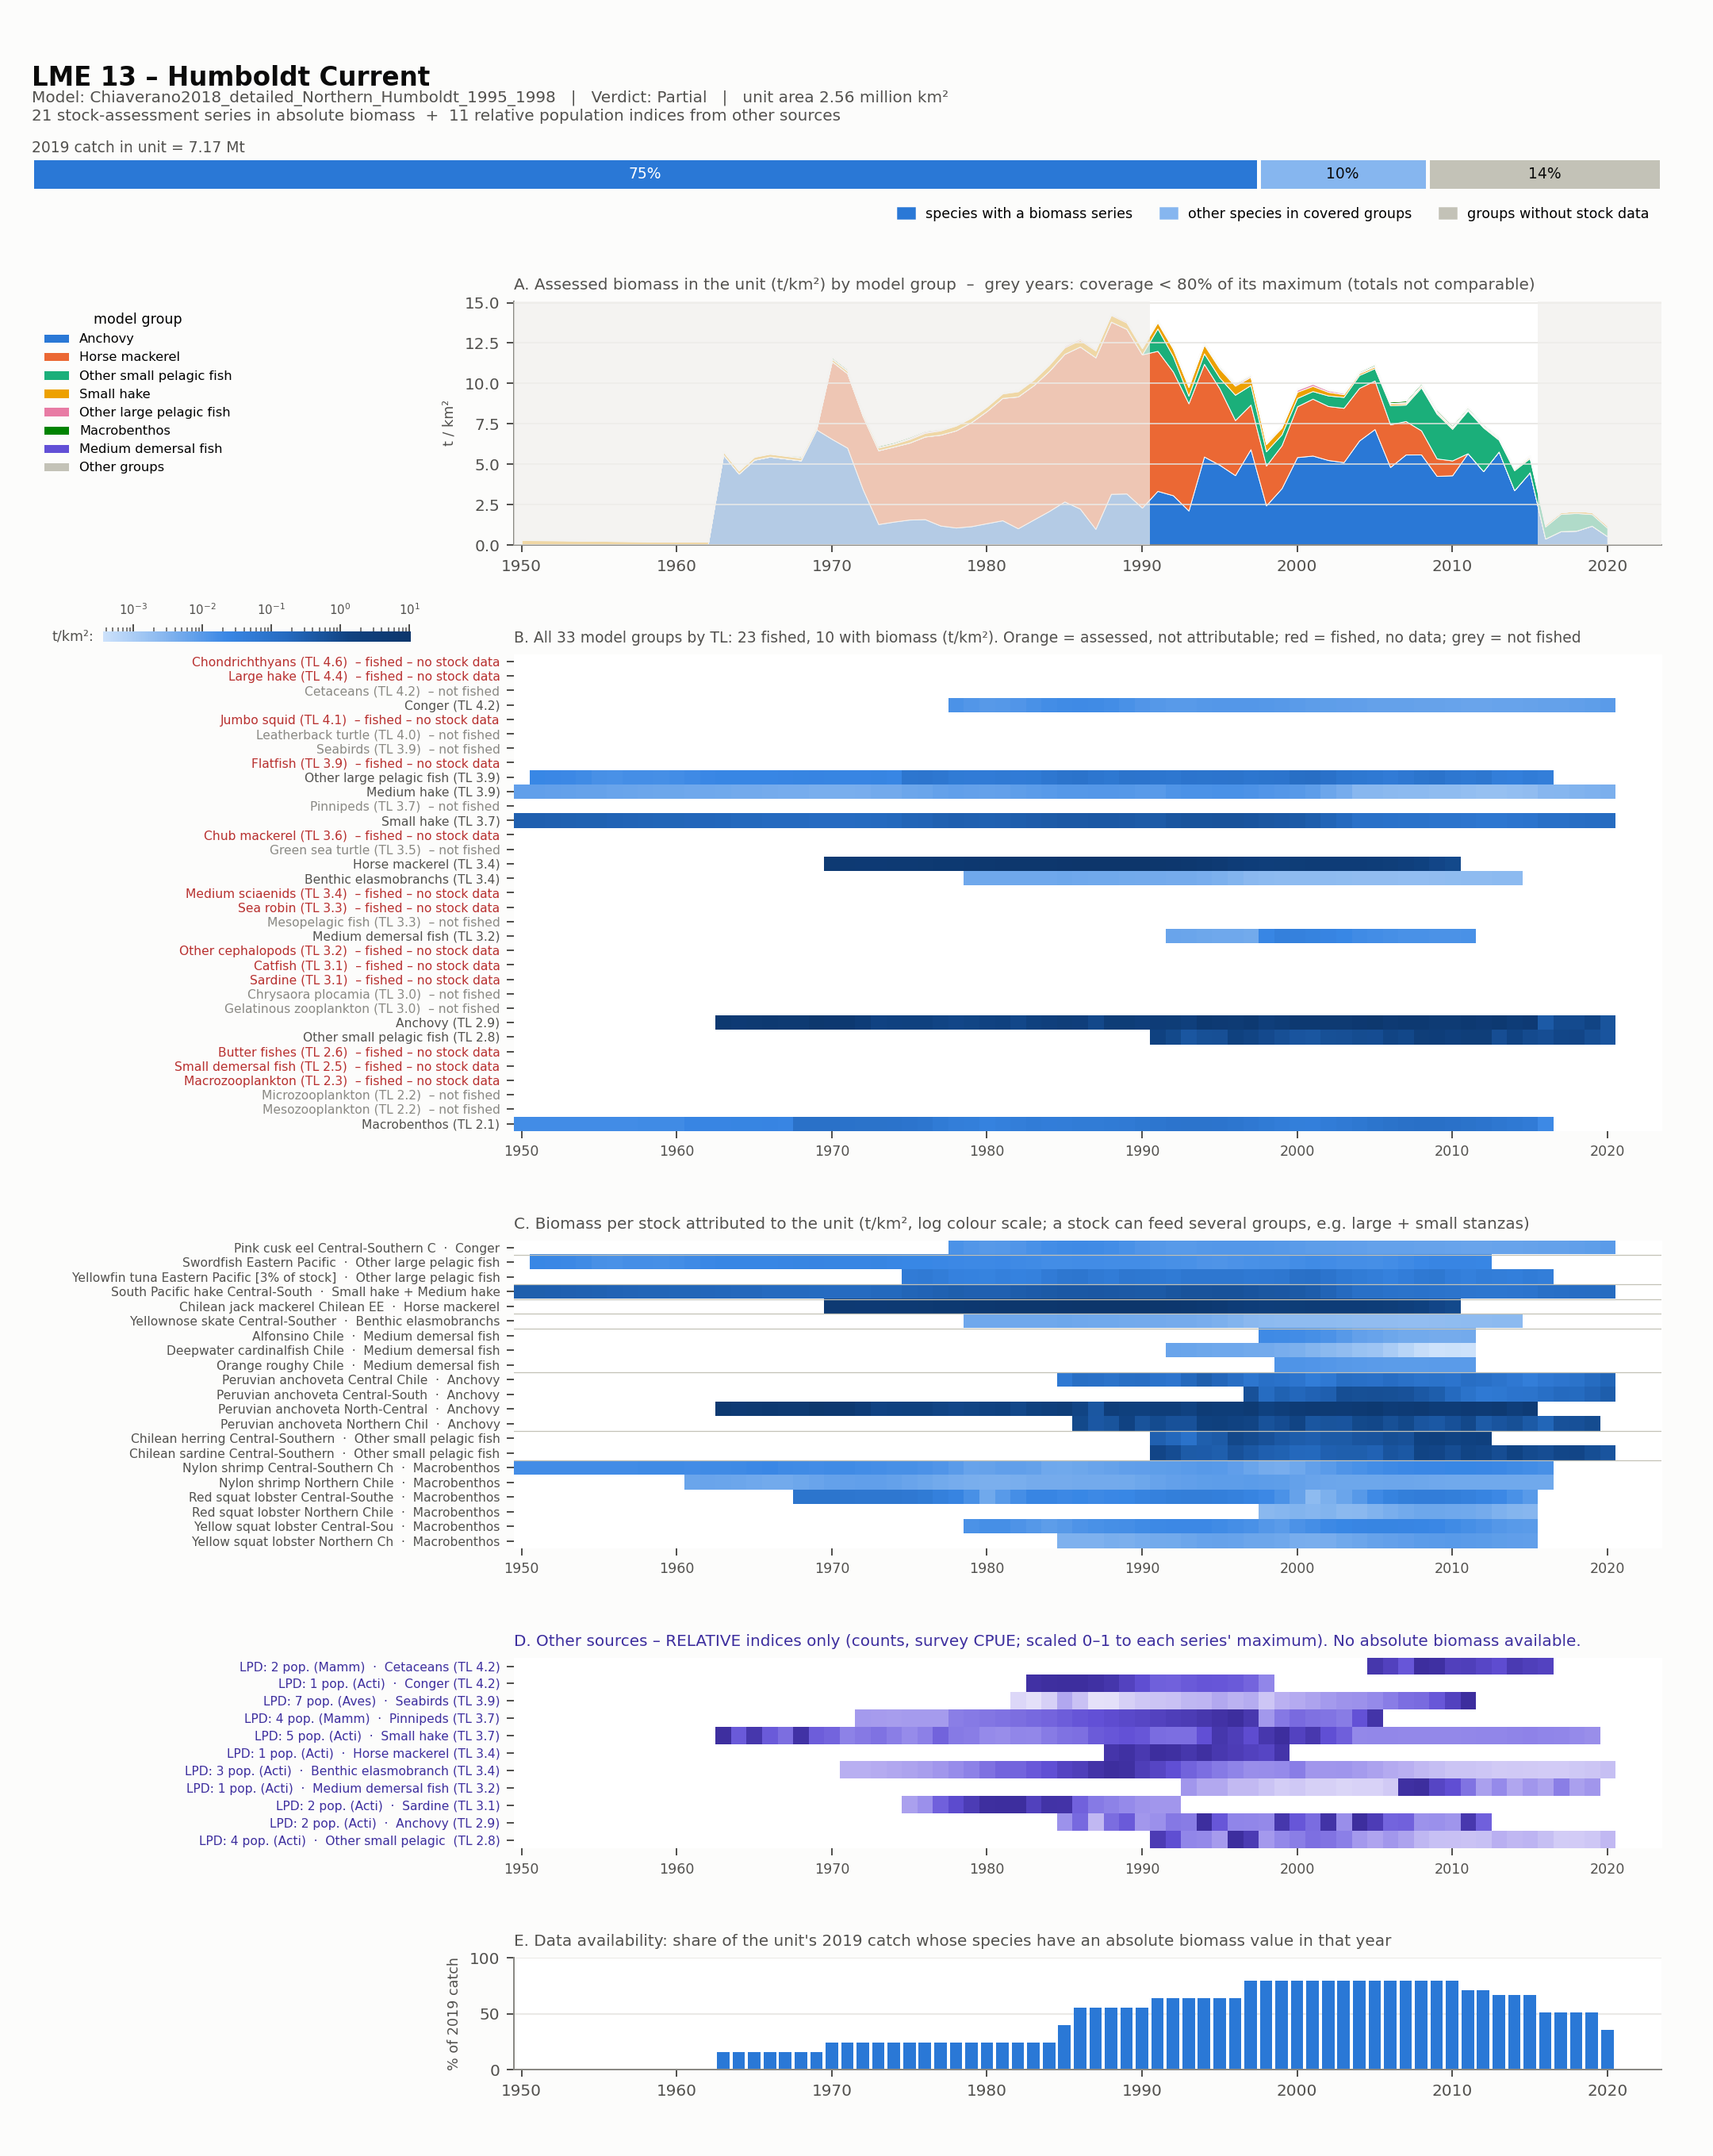 LME 13 – Humboldt Current
Model: Chiaverano2018_detailed_Northern_Humboldt_1995_1998 | Verdict: Partial | unit area 2.56 million km²
21 stock-assessment series in absolute biomass + 11 relative population indices from other sources
2019 catch in unit = 7.17 Mt
75% 10% 14%
species with a biomass series other species in covered groups groups without stock data
A. Assessed biomass in the unit (t/km²) by model group – grey years: coverage < 80% of its maximum (totals not comparable)
model group
Anchovy
Horse mackerel
Other small pelagic fish
Small hake
Other large pelagic fish
Macrobenthos
Medium demersal fish
Other groups
t / km²
15.0
12.5
10.0
7.5
5.0
2.5
0.0
1950 1960 1970 1980 1990 2000 2010 2020
10⁻³ 10⁻² 10⁻¹ 10⁰ 10¹
t/km²:
B. All 33 model groups by TL: 23 fished, 10 with biomass (t/km²). Orange = assessed, not attributable; red = fished, no data; grey = not fished
Chondrichthyans (TL 4.6) – fished – no stock data
Large hake (TL 4.4) – fished – no stock data
Cetaceans (TL 4.2) – not fished
Conger (TL 4.2)
Jumbo squid (TL 4.1) – fished – no stock data
Leatherback turtle (TL 4.0) – not fished
Seabirds (TL 3.9) – not fished
Flatfish (TL 3.9) – fished – no stock data
Other large pelagic fish (TL 3.9)
Medium hake (TL 3.9)
Pinnipeds (TL 3.7) – not fished
Small hake (TL 3.7)
Chub mackerel (TL 3.6) – fished – no stock data
Green sea turtle (TL 3.5) – not fished
Horse mackerel (TL 3.4)
Benthic elasmobranchs (TL 3.4)
Medium sciaenids (TL 3.4) – fished – no stock data
Sea robin (TL 3.3) – fished – no stock data
Mesopelagic fish (TL 3.3) – not fished
Medium demersal fish (TL 3.2)
Other cephalopods (TL 3.2) – fished – no stock data
Catfish (TL 3.1) – fished – no stock data
Sardine (TL 3.1) – fished – no stock data
Chrysaora plocamia (TL 3.0) – not fished
Gelatinous zooplankton (TL 3.0) – not fished
Anchovy (TL 2.9)
Other small pelagic fish (TL 2.8)
Butter fishes (TL 2.6) – fished – no stock data
Small demersal fish (TL 2.5) – fished – no stock data
Macrozooplankton (TL 2.3) – fished – no stock data
Microzooplankton (TL 2.2) – not fished
Mesozooplankton (TL 2.2) – not fished
Macrobenthos (TL 2.1)
1950 1960 1970 1980 1990 2000 2010 2020
C. Biomass per stock attributed to the unit (t/km², log colour scale; a stock can feed several groups, e.g. large + small stanzas)
Pink cusk eel Central-Southern C · Conger
Swordfish Eastern Pacific · Other large pelagic fish
Yellowfin tuna Eastern Pacific [3% of stock] · Other large pelagic fish
South Pacific hake Central-South · Small hake + Medium hake
Chilean jack mackerel Chilean EE · Horse mackerel
Yellownose skate Central-Souther · Benthic elasmobranchs
Alfonsino Chile · Medium demersal fish
Deepwater cardinalfish Chile · Medium demersal fish
Orange roughy Chile · Medium demersal fish
Peruvian anchoveta Central Chile · Anchovy
Peruvian anchoveta Central-South · Anchovy
Peruvian anchoveta North-Central · Anchovy
Peruvian anchoveta Northern Chil · Anchovy
Chilean herring Central-Southern · Other small pelagic fish
Chilean sardine Central-Southern · Other small pelagic fish
Nylon shrimp Central-Southern Ch · Macrobenthos
Nylon shrimp Northern Chile · Macrobenthos
Red squat lobster Central-Southe · Macrobenthos
Red squat lobster Northern Chile · Macrobenthos
Yellow squat lobster Central-Sou · Macrobenthos
Yellow squat lobster Northern Ch · Macrobenthos
1950 1960 1970 1980 1990 2000 2010 2020
D. Other sources – RELATIVE indices only (counts, survey CPUE; scaled 0–1 to each series' maximum). No absolute biomass available.
LPD: 2 pop. (Mamm) · Cetaceans (TL 4.2)
LPD: 1 pop. (Acti) · Conger (TL 4.2)
LPD: 7 pop. (Aves) · Seabirds (TL 3.9)
LPD: 4 pop. (Mamm) · Pinnipeds (TL 3.7)
LPD: 5 pop. (Acti) · Small hake (TL 3.7)
LPD: 1 pop. (Acti) · Horse mackerel (TL 3.4)
LPD: 3 pop. (Acti) · Benthic elasmobranch (TL 3.4)
LPD: 1 pop. (Acti) · Medium demersal fish (TL 3.2)
LPD: 2 pop. (Acti) · Sardine (TL 3.1)
LPD: 2 pop. (Acti) · Anchovy (TL 2.9)
LPD: 4 pop. (Acti) · Other small pelagic (TL 2.8)
1950 1960 1970 1980 1990 2000 2010 2020
E. Data availability: share of the unit's 2019 catch whose species have an absolute biomass value in that year
% of 2019 catch
100
50
0
1950 1960 1970 1980 1990 2000 2010 2020